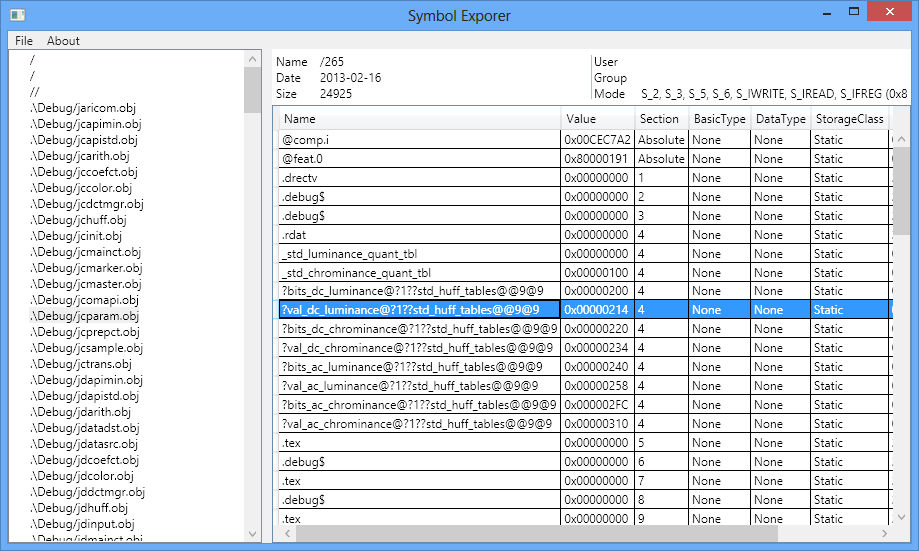 Symbol Exporer
File About
/
/
//
.\Debug/jaricom.obj
.\Debug/jcapimin.obj
.\Debug/jcapistd.obj
.\Debug/jcarith.obj
.\Debug/jccoefct.obj
.\Debug/jccolor.obj
.\Debug/jcdctmgr.obj
.\Debug/jchuff.obj
.\Debug/jcinit.obj
.\Debug/jcmainct.obj
.\Debug/jcmarker.obj
.\Debug/jcmaster.obj
.\Debug/jcomapi.obj
.\Debug/jcparam.obj
.\Debug/jcprepct.obj
.\Debug/jcsample.obj
.\Debug/jctrans.obj
.\Debug/jdapimin.obj
.\Debug/jdapistd.obj
.\Debug/jdarith.obj
.\Debug/jdatadst.obj
.\Debug/jdatasrc.obj
.\Debug/jdcoefct.obj
.\Debug/jdcolor.obj
.\Debug/jddctmgr.obj
.\Debug/jdhuff.obj
.\Debug/jdinput.obj
.\Debug/jdmainct.obj
Name /265 User
Date 2013-02-16 Group
Size 24925 Mode S_2, S_3, S_5, S_6, S_IWRITE, S_IREAD, S_IFREG (0x8
Name Value Section BasicType DataType StorageClass
@comp.i 0x00CEC7A2 Absolute None None Static
@feat.0 0x80000191 Absolute None None Static
.drectv 0x00000000 1 None None Static
.debug$ 0x00000000 2 None None Static
.debug$ 0x00000000 3 None None Static
.rdat 0x00000000 4 None None Static
_std_luminance_quant_tbl 0x00000000 4 None None Static
_std_chrominance_quant_tbl 0x00000100 4 None None Static
?bits_dc_luminance@?1??std_huff_tables@@9@9 0x00000200 4 None None Static
?val_dc_luminance@?1??std_huff_tables@@9@9 0x00000214 4 None None Static
?bits_dc_chrominance@?1??std_huff_tables@@9@9 0x00000220 4 None None Static
?val_dc_chrominance@?1??std_huff_tables@@9@9 0x00000234 4 None None Static
?bits_ac_luminance@?1??std_huff_tables@@9@9 0x00000240 4 None None Static
?val_ac_luminance@?1??std_huff_tables@@9@9 0x00000258 4 None None Static
?bits_ac_chrominance@?1??std_huff_tables@@9@9 0x000002FC 4 None None Static
?val_ac_chrominance@?1??std_huff_tables@@9@9 0x00000310 4 None None Static
.tex 0x00000000 5 None None Static
.debug$ 0x00000000 6 None None Static
.tex 0x00000000 7 None None Static
.debug$ 0x00000000 8 None None Static
.tex 0x00000000 9 None None Static